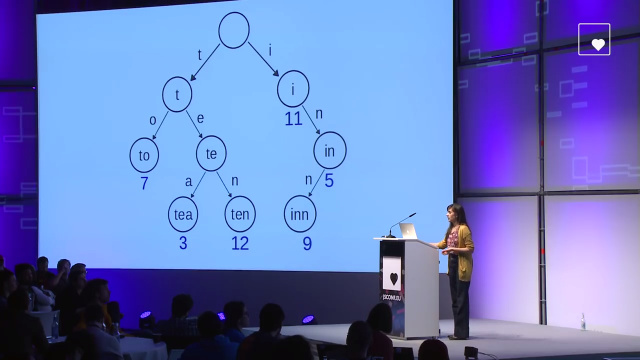 t i
t i
o e 11 n
to te in
7 a n n 5
tea ten inn
3 12 9
JSCONF.EU